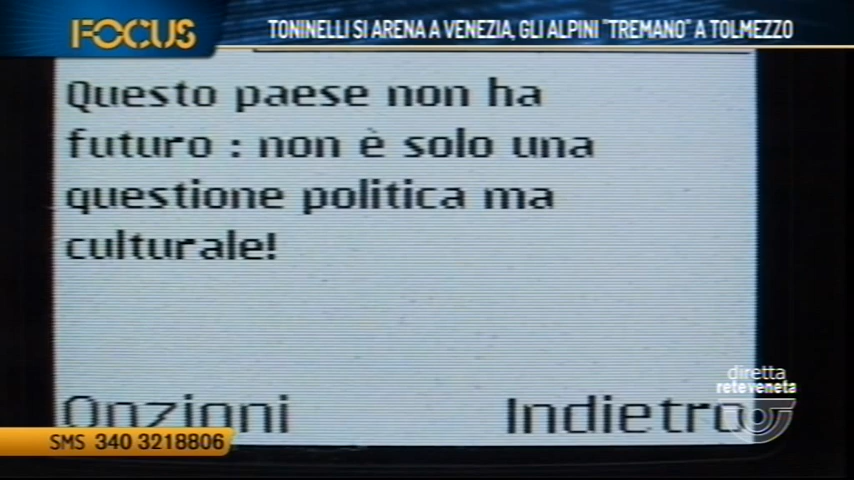 FOCUS
TONINELLI SI ARENA A VENEZIA, GLI ALPINI "TREMANO" A TOLMEZZO
Questo paese non ha
futuro : non è solo una
questione politica ma
culturale!
Opzioni Indietro
diretta
reteveneta
SMS 340 3218806